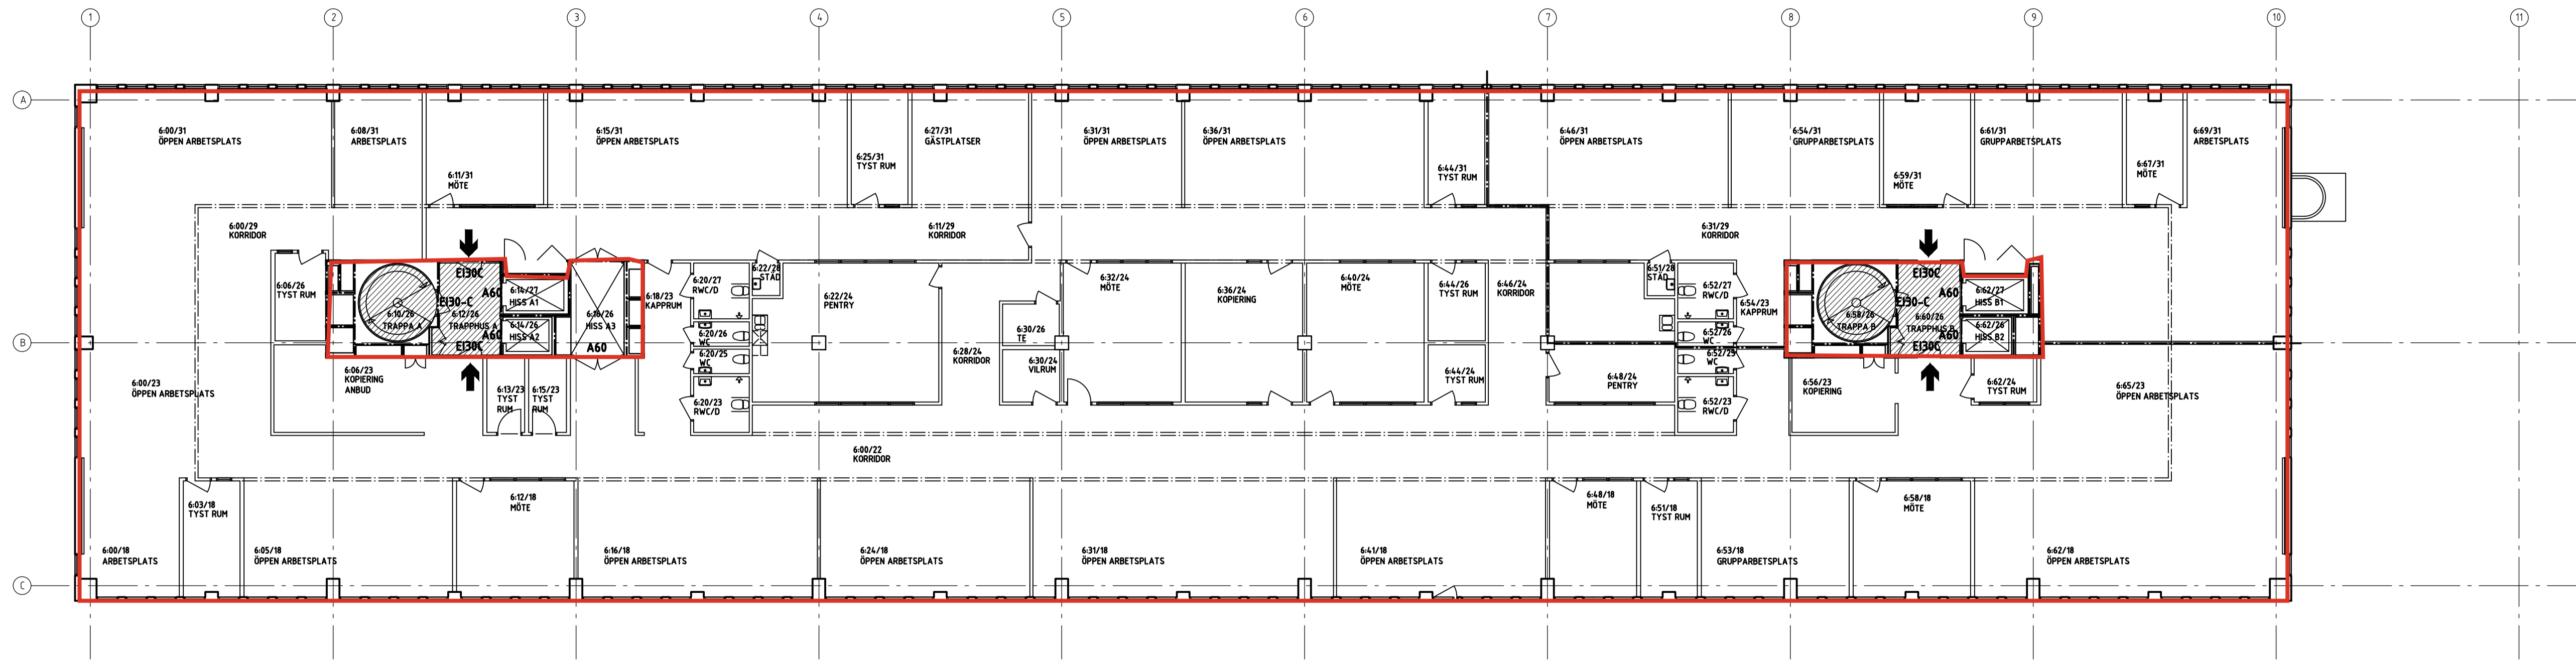 1
2
3
4
5
6
7
8
9
10
11
A
6:00/31
ÖPPEN ARBETSPLATS
6:08/31
ARBETSPLATS
6:11/31
MÖTE
6:15/31
ÖPPEN ARBETSPLATS
6:25/31
TYST RUM
6:27/31
GÄSTPLATSER
6:31/31
ÖPPEN ARBETSPLATS
6:36/31
ÖPPEN ARBETSPLATS
6:44/31
TYST RUM
6:46/31
ÖPPEN ARBETSPLATS
6:54/31
GRUPPARBETSPLATS
6:59/31
MÖTE
6:61/31
GRUPPARBETSPLATS
6:67/31
MÖTE
6:69/31
ARBETSPLATS
6:00/29
KORRIDOR
6:11/29
KORRIDOR
6:31/29
KORRIDOR
B
6:06/26
TYST RUM
EI30C
A60
EI30-C
6:10/26
TRAPPA A
6:12/26
TRAPPHUS A
A60
EI30C
6:14/27
HISS A1
6:14/26
HISS A2
6:16/26
HISS A3
A60
6:18/23
KAPPRUM
6:20/27
RWC/D
6:20/26
WC
6:20/25
WC
6:20/23
RWC/D
6:22/28
STÄD
6:22/24
PENTRY
6:28/24
KORRIDOR
6:30/26
TE
6:30/24
VILRUM
6:32/24
MÖTE
6:36/24
KOPIERING
6:40/24
MÖTE
6:44/26
TYST RUM
6:44/24
TYST RUM
6:46/24
KORRIDOR
6:48/24
PENTRY
6:51/28
STÄD
6:52/27
RWC/D
6:52/26
WC
6:52/25
WC
6:52/23
RWC/D
6:54/23
KAPPRUM
EI30C
A60
EI30-C
6:58/26
TRAPPA B
6:60/26
TRAPPHUS B
A60
EI30C
6:62/27
HISS B1
6:62/26
HISS B2
6:00/23
ÖPPEN ARBETSPLATS
6:06/23
KOPIERING
ANBUD
6:13/23
TYST
RUM
6:15/23
TYST
RUM
6:56/23
KOPIERING
6:62/24
TYST RUM
6:65/23
ÖPPEN ARBETSPLATS
6:00/22
KORRIDOR
C
6:00/18
ARBETSPLATS
6:03/18
TYST RUM
6:05/18
ÖPPEN ARBETSPLATS
6:12/18
MÖTE
6:16/18
ÖPPEN ARBETSPLATS
6:24/18
ÖPPEN ARBETSPLATS
6:31/18
ÖPPEN ARBETSPLATS
6:41/18
ÖPPEN ARBETSPLATS
6:48/18
MÖTE
6:51/18
TYST RUM
6:53/18
GRUPPARBETSPLATS
6:58/18
MÖTE
6:62/18
ÖPPEN ARBETSPLATS